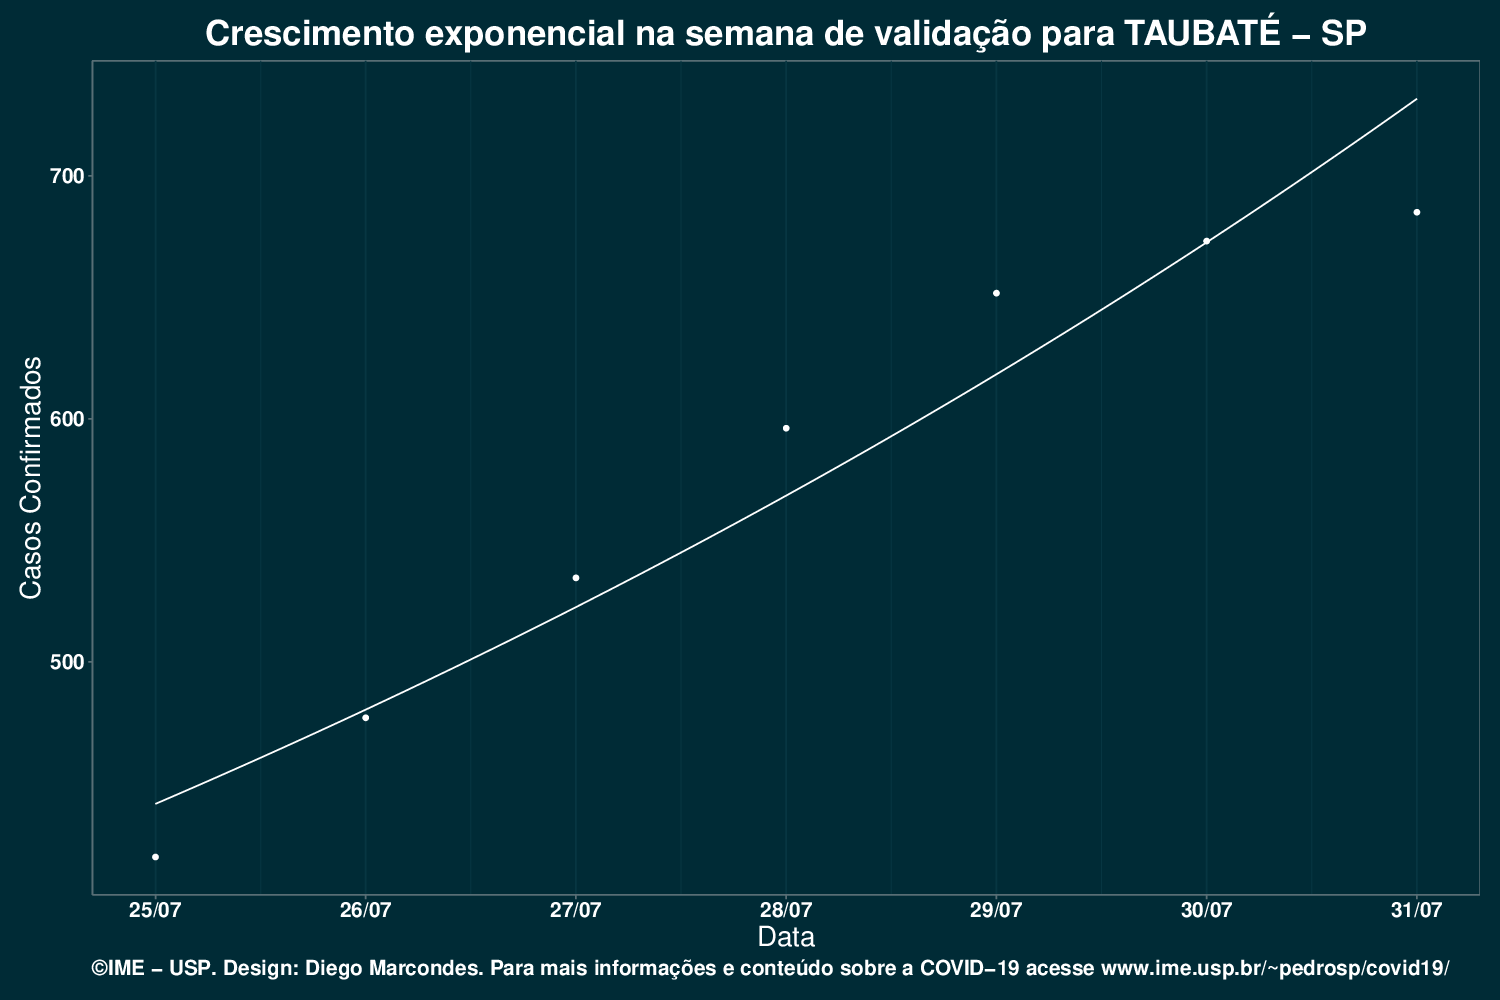 Crescimento exponencial na semana de validação para TAUBATÉ – SP
700
600
500
Casos Confirmados
25/07 26/07 27/07 28/07 29/07 30/07 31/07
Data
©IME – USP. Design: Diego Marcondes. Para mais informações e conteúdo sobre a COVID–19 acesse www.ime.usp.br/~pedrosp/covid19/